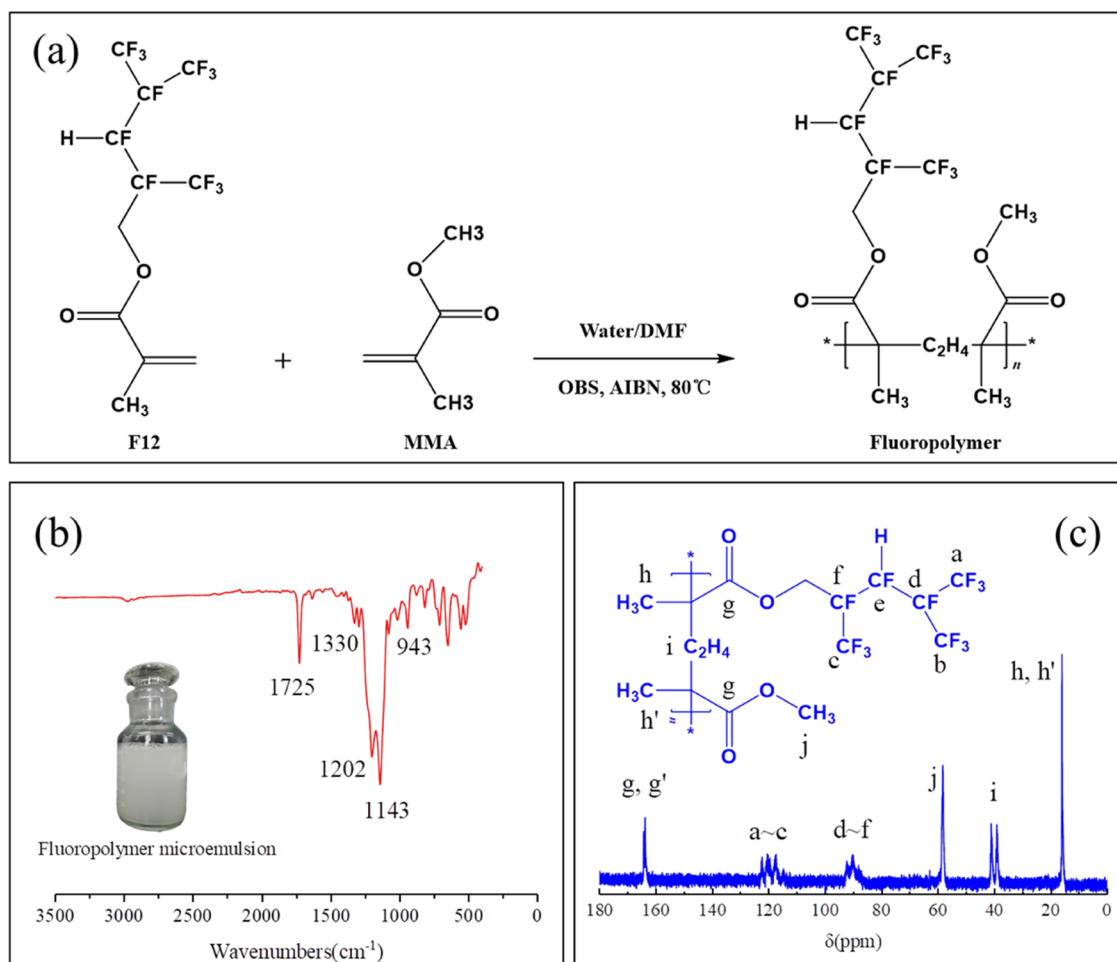 (a)
CF3
CF3
CF
H
CF
CF
CF3
O
O
CH3
F12
+
CH3
O
O
CH3
MMA
Water/DMF
OBS, AIBN, 80℃
CF3
CF3
CF
H
CF
CF
CF3
CH3
O
O
O
O
*
C2H4
n
*
CH3
CH3
Fluoropolymer
(b)
1330
943
1725
1202
1143
Fluoropolymer microemulsion
3500 3000 2500 2000 1500 1000 500 0
Wavenumbers(cm-1)
(c)
O
H
a
h
*
f
CF
d
CF3
H3C
g
O
CF
e
CF
i
C2H4
CF3
CF3
c
b
H3C
g
O
h'
n
*
CH3
O
j
h, h'
g, g'
a~c
d~f
j
i
180 160 140 120 100 80 60 40 20 0
δ(ppm)